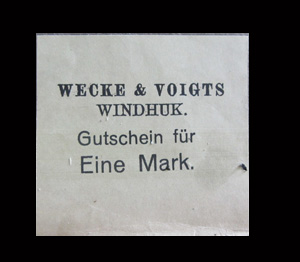 WECKE & VOIGTS
WINDHUK.
Gutschein für
Eine Mark.